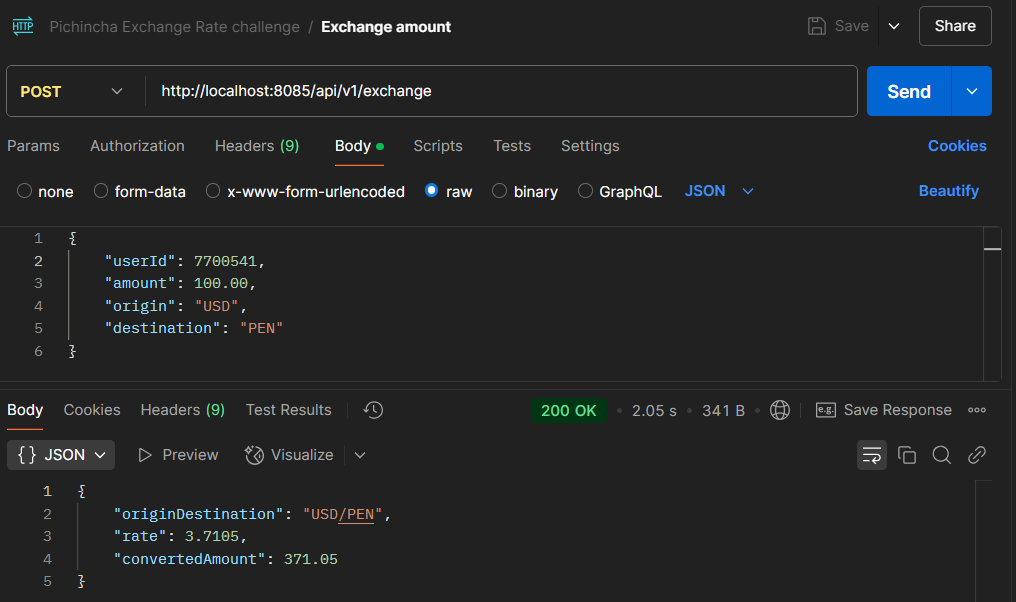 HTTP Pichincha Exchange Rate challenge / Exchange amount Save Share
POST http://localhost:8085/api/v1/exchange Send
Params Authorization Headers (9) Body Scripts Tests Settings Cookies
none form-data x-www-form-urlencoded raw binary GraphQL JSON Beautify
1 {
2 "userId": 7700541,
3 "amount": 100.00,
4 "origin": "USD",
5 "destination": "PEN"
6 }
Body Cookies Headers (9) Test Results 200 OK • 2.05 s • 341 B • e.g. Save Response
{} JSON Preview Visualize
1 {
2 "originDestination": "USD/PEN",
3 "rate": 3.7105,
4 "convertedAmount": 371.05
5 }